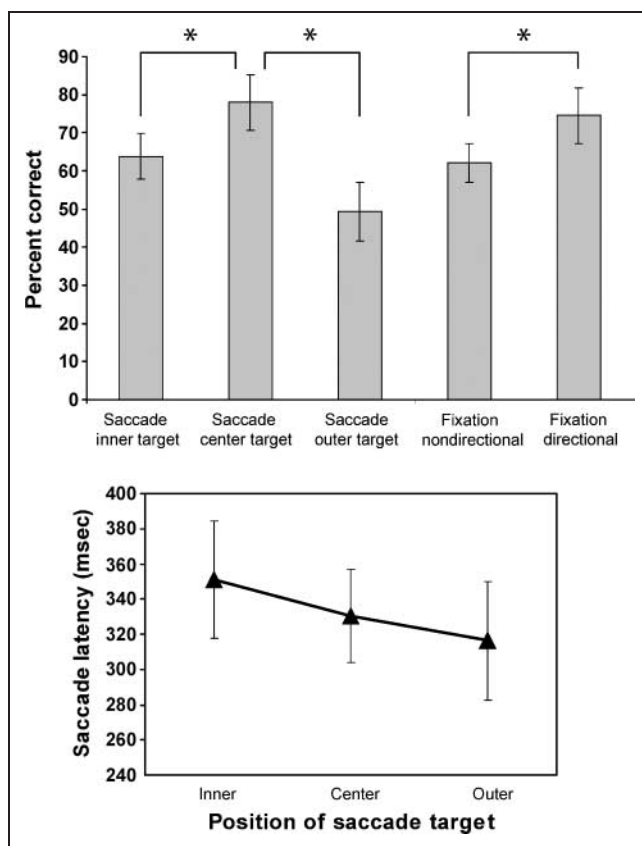 * * *
90
80
70
60
50
40
30
20
10
0
Percent correct
Saccade inner target
Saccade center target
Saccade outer target
Fixation nondirectional
Fixation directional
400
380
360
340
320
300
280
260
240
Saccade latency (msec)
Inner Center Outer
Position of saccade target